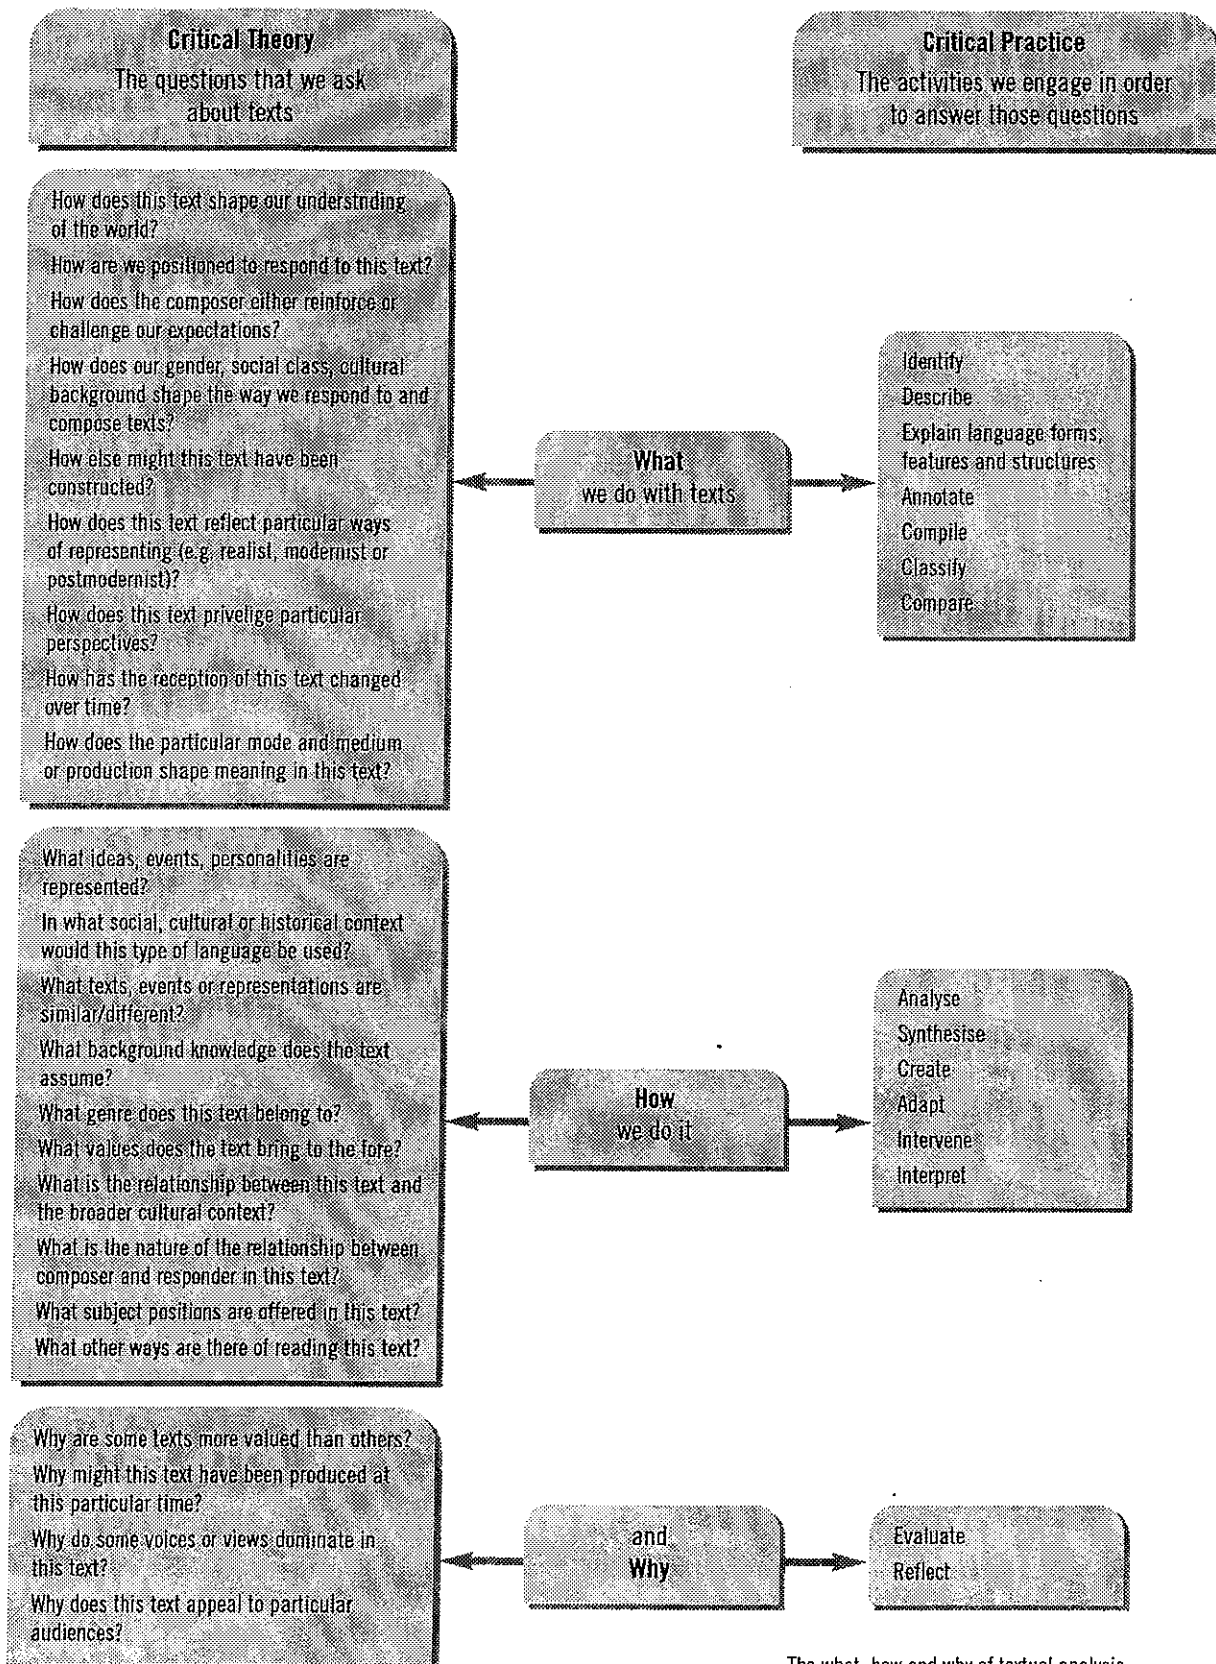 Critical Theory
The questions that we ask
about texts
Critical Practice
The activities we engage in order
to answer those questions
How does this text shape our understnding
of the world?
How are we positioned to respond to this text?
How does the composer either reinforce or
challenge our expectations?
How does our gender, social class, cultural
background shape the way we respond to and
compose texts?
How else might this text have been
constructed?
How does this text reflect particular ways
of representing (e.g. realist, modernist or
postmodernist)?
How does this text privelige particular
perspectives?
How has the reception of this text changed
over time?
How does the particular mode and medium
or production shape meaning in this text?
What
we do with texts
Identify
Describe
Explain language forms,
features and structures
Annotate
Compile
Classify
Compare
What ideas, events, personalities are
represented?
In what social, cultural or historical context
would this type of language be used?
What texts, events or representations are
similar/different?
What background knowledge does the text
assume?
What genre does this text belong to?
What values does the text bring to the fore?
What is the relationship between this text and
the broader cultural context?
What is the nature of the relationship between
composer and responder in this text?
What subject positions are offered in this text?
What other ways are there of reading this text?
How
we do it
Analyse
Synthesise
Create
Adapt
Intervene
Interpret
Why are some texts more valued than others?
Why might this text have been produced at
this particular time?
Why do some voices or views dominate in
this text?
Why does this text appeal to particular
audiences?
and
Why
Evaluate
Reflect
The what, how and why of textual analysis